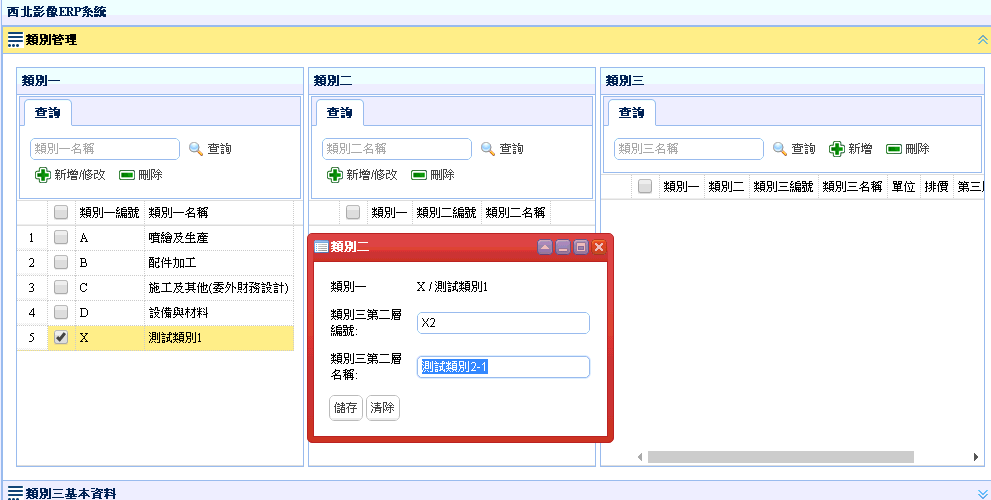 西北影像ERP系統
類別管理
類別一
查詢
類別一名稱 查詢
新增/修改 刪除
類別一編號 類別一名稱
1 A 噴繪及生產
2 B 配件加工
3 C 施工及其他(委外財務設計)
4 D 設備與材料
5 X 測試類別1
類別二
查詢
類別二名稱 查詢
新增/修改 刪除
類別一 類別二編號 類別二名稱
類別三
查詢
類別三名稱 查詢 新增 刪除
類別一 類別二 類別三編號 類別三名稱 單位 排價 第三
類別二
類別一 X / 測試類別1
類別三第二層
編號: X2
類別三第二層
名稱: 測試類別2-1
儲存 清除
類別三基本資料